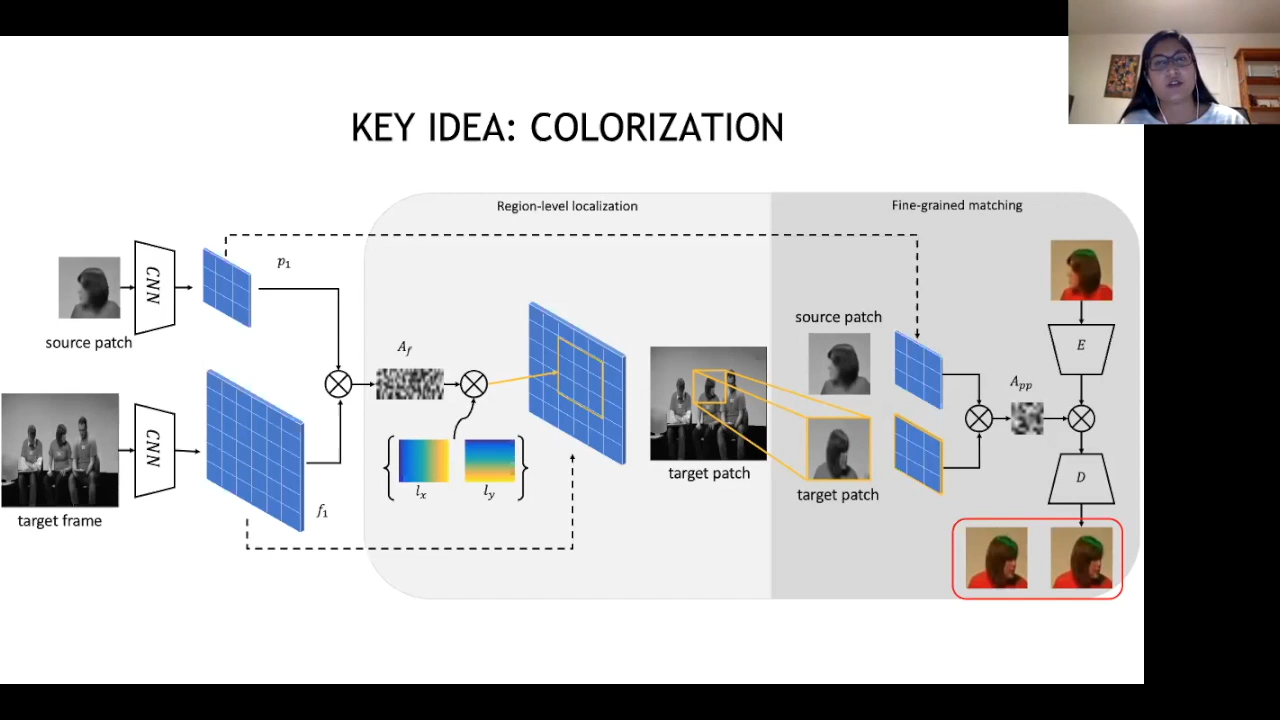 KEY IDEA: COLORIZATION
Region-level localization
Fine-grained matching
CNN
p₁
source patch
source patch
A_f
E
A_pp
CNN
target patch
target patch
D
l_x
l_y
f₁
target frame